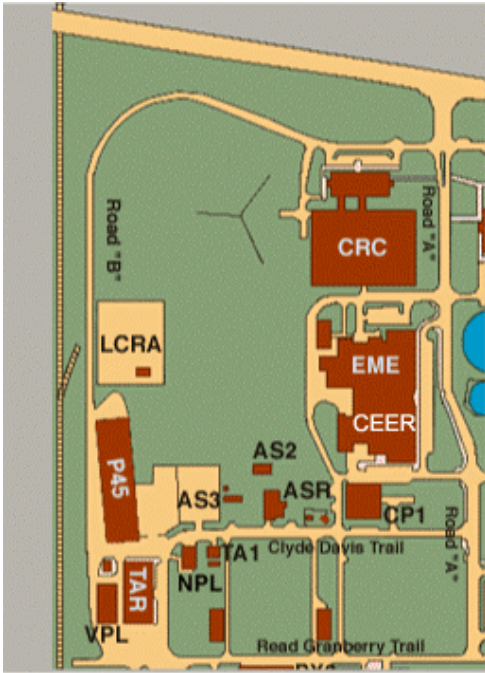 Road "A"
CRC
Road "B"
LCRA
EME
CEER
AS2
P45
AS3
ASR
CP1
Road "A"
TA1
Clyde Davis Trail
NPL
TAR
VPL
Read Granberry Trail